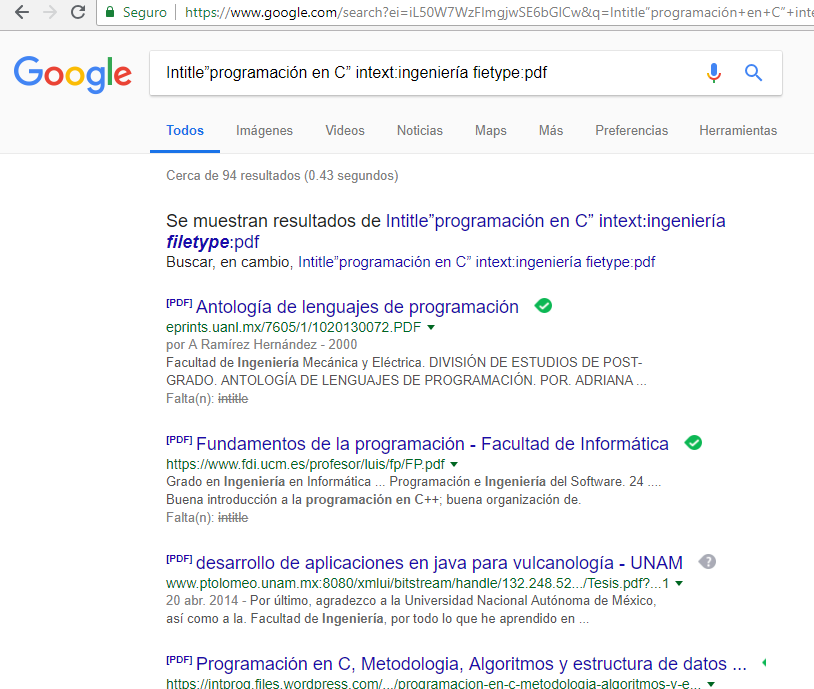 Seguro https://www.google.com/search?ei=iL50W7WzFImgjwSE6bGICw&q=Intitle"programación+en+C"+inte
Google
Intitle"programación en C" intext:ingeniería fietype:pdf
Todos Imágenes Videos Noticias Maps Más Preferencias Herramientas
Cerca de 94 resultados (0.43 segundos)
Se muestran resultados de Intitle"programación en C" intext:ingeniería
filetype:pdf
Buscar, en cambio, Intitle"programación en C" intext:ingeniería fietype:pdf
[PDF] Antología de lenguajes de programación
eprints.uanl.mx/7605/1/1020130072.PDF
por A Ramírez Hernández - 2000
Facultad de Ingeniería Mecánica y Eléctrica. DIVISIÓN DE ESTUDIOS DE POST-
GRADO. ANTOLOGÍA DE LENGUAJES DE PROGRAMACIÓN. POR. ADRIANA ...
Falta(n): intitle
[PDF] Fundamentos de la programación - Facultad de Informática
https://www.fdi.ucm.es/profesor/luis/fp/FP.pdf
Grado en Ingeniería en Informática ... Programación e Ingeniería del Software. 24 ....
Buena introducción a la programación en C++; buena organización de.
Falta(n): intitle
[PDF] desarrollo de aplicaciones en java para vulcanología - UNAM
www.ptolomeo.unam.mx:8080/xmlui/bitstream/handle/132.248.52.../Tesis.pdf?...1
20 abr. 2014 - Por último, agradezco a la Universidad Nacional Autónoma de México,
así como a la. Facultad de Ingeniería, por todo lo que he aprendido en ...
[PDF] Programación en C, Metodologia, Algoritmos y estructura de datos ...
https://intprog.files.wordpress.com/.../programacion-en-c-metodologia-algoritmos-y-e...